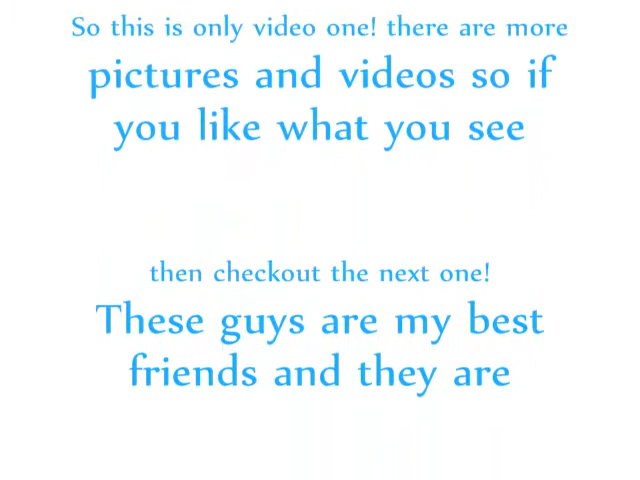 So this is only video one! there are more
pictures and videos so if
you like what you see
then checkout the next one!
These guys are my best
friends and they are